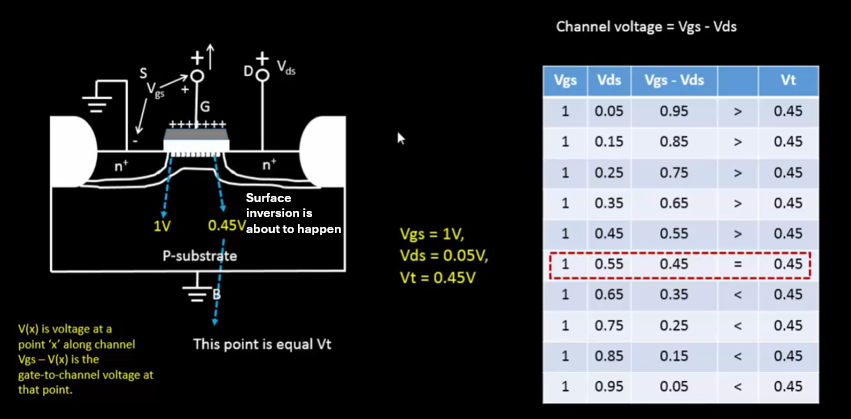 Channel voltage = Vgs - Vds
S
Vgs
+
+
G
D
+
Vds
-
+++++++
n+
n+
1V
0.45V
Surface
inversion is
about to happen
P-substrate
B
This point is equal Vt
V(x) is voltage at a
point ‘x’ along channel
Vgs – V(x) is the
gate-to-channel voltage at
that point.
Vgs = 1V,
Vds = 0.05V,
Vt = 0.45V
Vgs Vds Vgs - Vds Vt
1 0.05 0.95 > 0.45
1 0.15 0.85 > 0.45
1 0.25 0.75 > 0.45
1 0.35 0.65 > 0.45
1 0.45 0.55 > 0.45
1 0.55 0.45 = 0.45
1 0.65 0.35 < 0.45
1 0.75 0.25 < 0.45
1 0.85 0.15 < 0.45
1 0.95 0.05 < 0.45